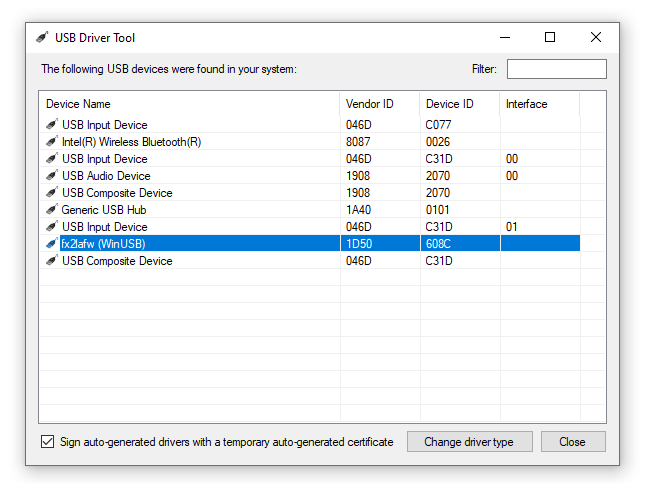 USB Driver Tool
The following USB devices were found in your system: Filter:
Device Name Vendor ID Device ID Interface
USB Input Device 046D C077
Intel(R) Wireless Bluetooth(R) 8087 0026
USB Input Device 046D C31D 00
USB Audio Device 1908 2070 00
USB Composite Device 1908 2070
Generic USB Hub 1A40 0101
USB Input Device 046D C31D 01
fx2lafw (WinUSB) 1D50 608C
USB Composite Device 046D C31D
Sign auto-generated drivers with a temporary auto-generated certificate Change driver type Close